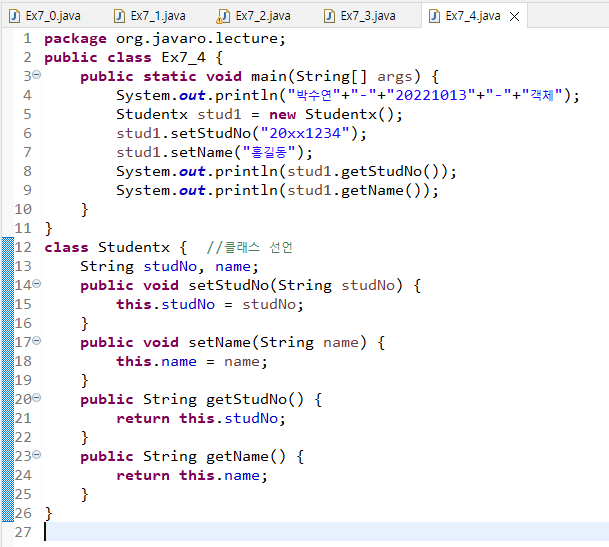 Ex7_0.java Ex7_1.java Ex7_2.java Ex7_3.java Ex7_4.java
1 package org.javaro.lecture;
2 public class Ex7_4 {
3 public static void main(String[] args) {
4 System.out.println("박수연"+"-"+"20221013"+"-"+"객체");
5 Studentx stud1 = new Studentx();
6 stud1.setStudNo("20xx1234");
7 stud1.setName("홍길동");
8 System.out.println(stud1.getStudNo());
9 System.out.println(stud1.getName());
10 }
11 }
12 class Studentx { //클래스 선언
13 String studNo, name;
14 public void setStudNo(String studNo) {
15 this.studNo = studNo;
16 }
17 public void setName(String name) {
18 this.name = name;
19 }
20 public String getStudNo() {
21 return this.studNo;
22 }
23 public String getName() {
24 return this.name;
25 }
26 }
27